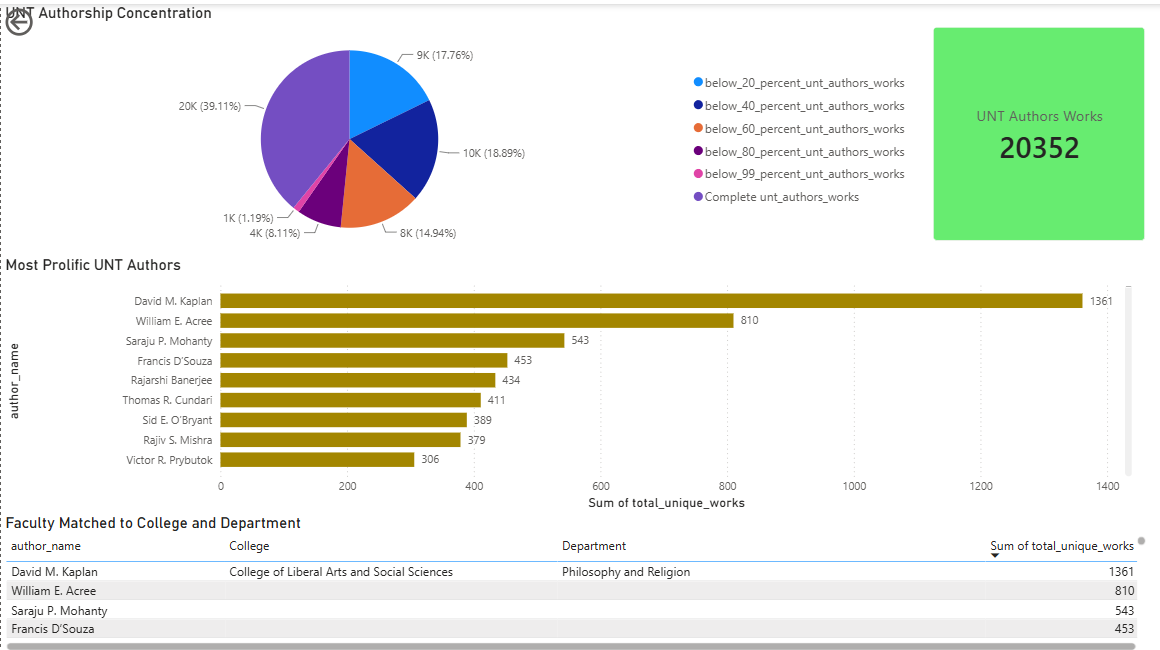 UNT Authorship Concentration
9K (17.76%)
20K (39.11%)
10K (18.89%)
1K (1.19%)
4K (8.11%)
8K (14.94%)
below_20_percent_unt_authors_works
below_40_percent_unt_authors_works
below_60_percent_unt_authors_works
below_80_percent_unt_authors_works
below_99_percent_unt_authors_works
Complete unt_authors_works
UNT Authors Works
20352
Most Prolific UNT Authors
author_name
David M. Kaplan 1361
William E. Acree 810
Saraju P. Mohanty 543
Francis D'Souza 453
Rajarshi Banerjee 434
Thomas R. Cundari 411
Sid E. O'Bryant 389
Rajiv S. Mishra 379
Victor R. Prybutok 306
0 200 400 600 800 1000 1200 1400
Sum of total_unique_works
Faculty Matched to College and Department
author_name College Department Sum of total_unique_works
David M. Kaplan College of Liberal Arts and Social Sciences Philosophy and Religion 1361
William E. Acree 810
Saraju P. Mohanty 543
Francis D'Souza 453